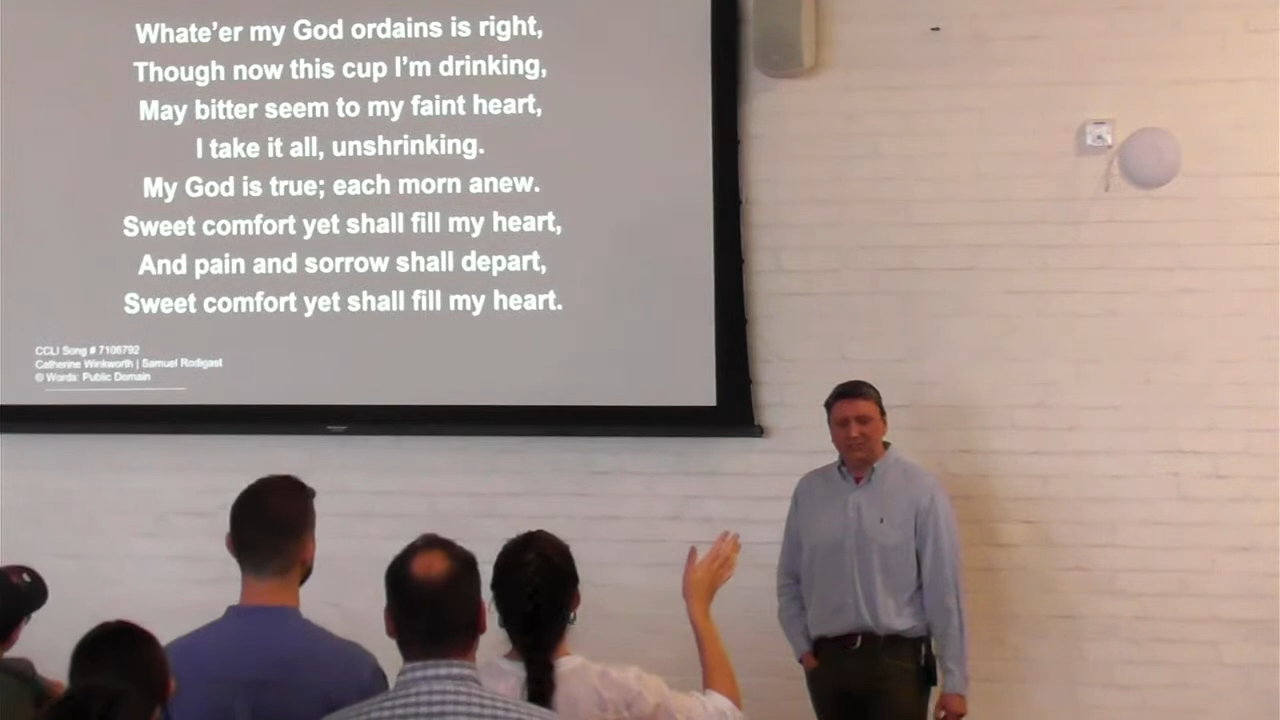 Whate’er my God ordains is right,
Though now this cup I’m drinking,
May bitter seem to my faint heart,
I take it all, unshrinking.
My God is true; each morn anew.
Sweet comfort yet shall fill my heart,
And pain and sorrow shall depart,
Sweet comfort yet shall fill my heart.
CCLI Song # 7106792
Catherine Winkworth | Samuel Rodigast
© Words: Public Domain